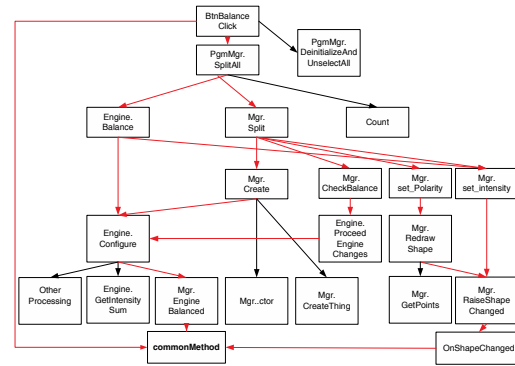 BtnBalance
Click
PgmMgr.
DeinitializeAnd
UnselectAll
PgmMgr.
SplitAll
Engine.
Balance
Mgr.
Split
Count
Mgr.
Create
Mgr.
CheckBalance
Mgr.
set_Polarity
Mgr.
set_intensity
Engine.
Configure
Engine.
Proceed
Engine
Changes
Mgr.
Redraw
Shape
Other
Processing
Engine.
GetIntensity
Sum
Mgr.
Engine
Balanced
Mgr..ctor
Mgr.
CreateThing
Mgr.
GetPoints
Mgr.
RaiseShape
Changed
commonMethod
OnShapeChanged